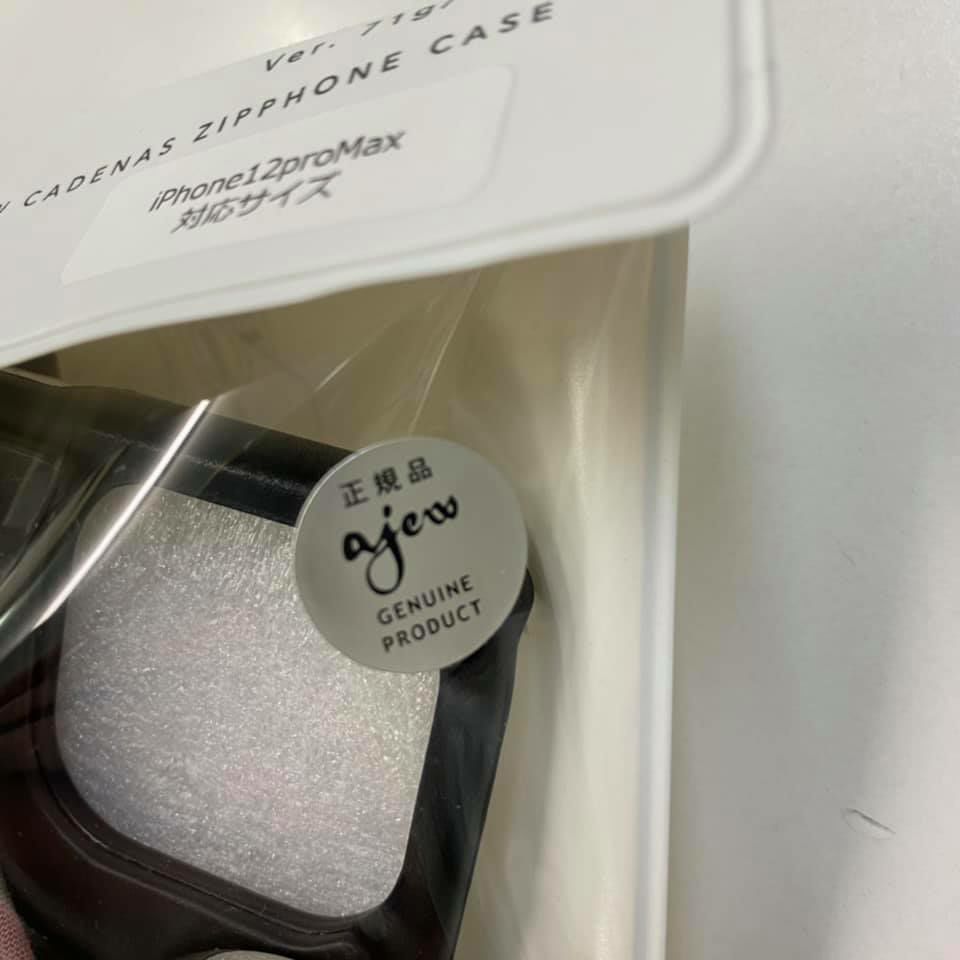 Ver.
CADENAS ZIPPHONE CASE
iPhone12proMax
対応サイズ
正規品
ajew
GENUINE
PRODUCT